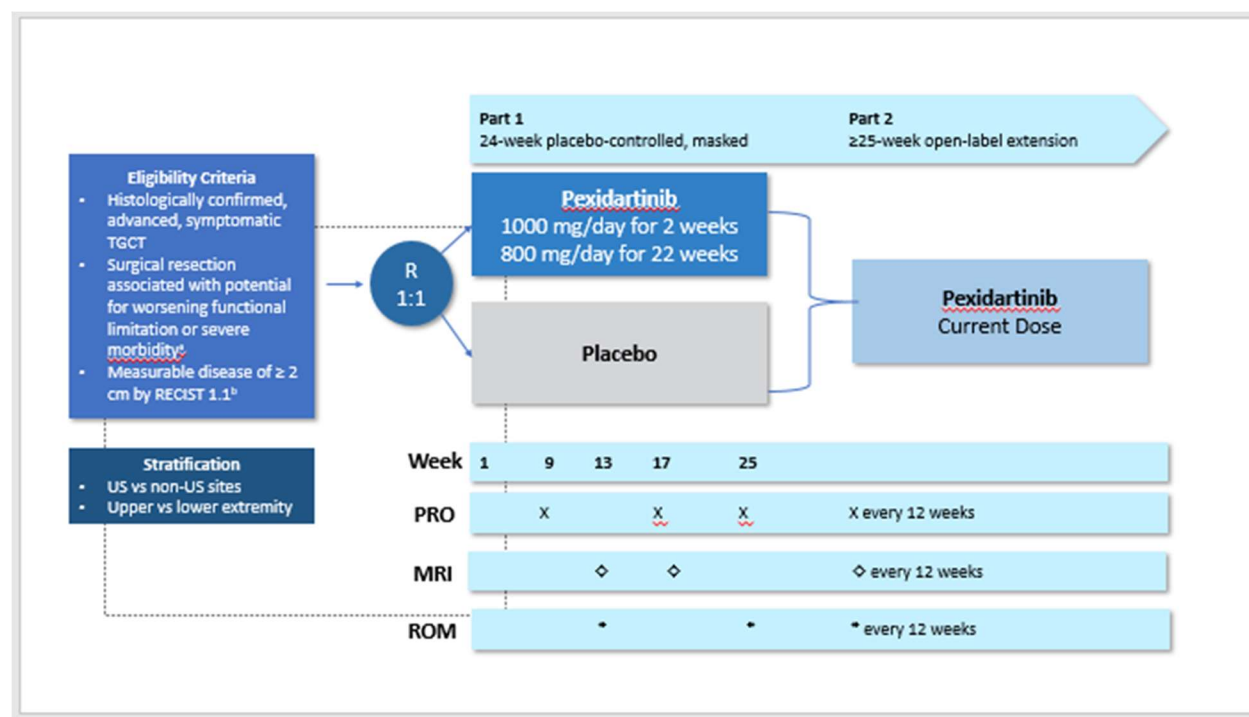 Part 1
24-week placebo-controlled, masked
Part 2
≥25-week open-label extension
Eligibility Criteria
• Histologically confirmed,
advanced, symptomatic
TGCT
• Surgical resection
associated with potential
for worsening functional
limitation or severe
morbidityᵃ
• Measurable disease of ≥ 2
cm by RECIST 1.1ᵇ
R
1:1
Pexidartinib
1000 mg/day for 2 weeks
800 mg/day for 22 weeks
Placebo
Pexidartinib
Current Dose
Stratification
• US vs non-US sites
• Upper vs lower extremity
Week 1 9 13 17 25
PRO X X X X every 12 weeks
MRI ◇ ◇ ◇ every 12 weeks
ROM * * * every 12 weeks